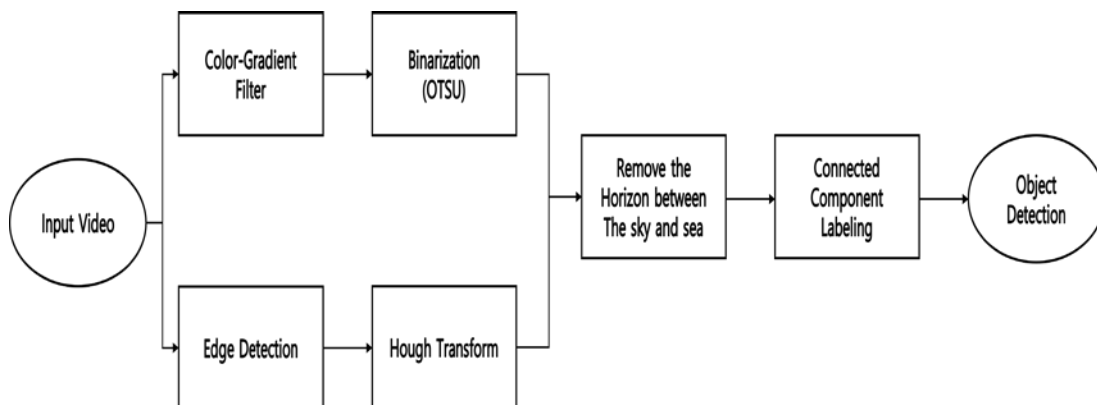 Color-Gradient
Filter
Binarization
(OTSU)
Input Video
Remove the
Horizon between
The sky and sea
Connected
Component
Labeling
Object
Detection
Edge Detection
Hough Transform